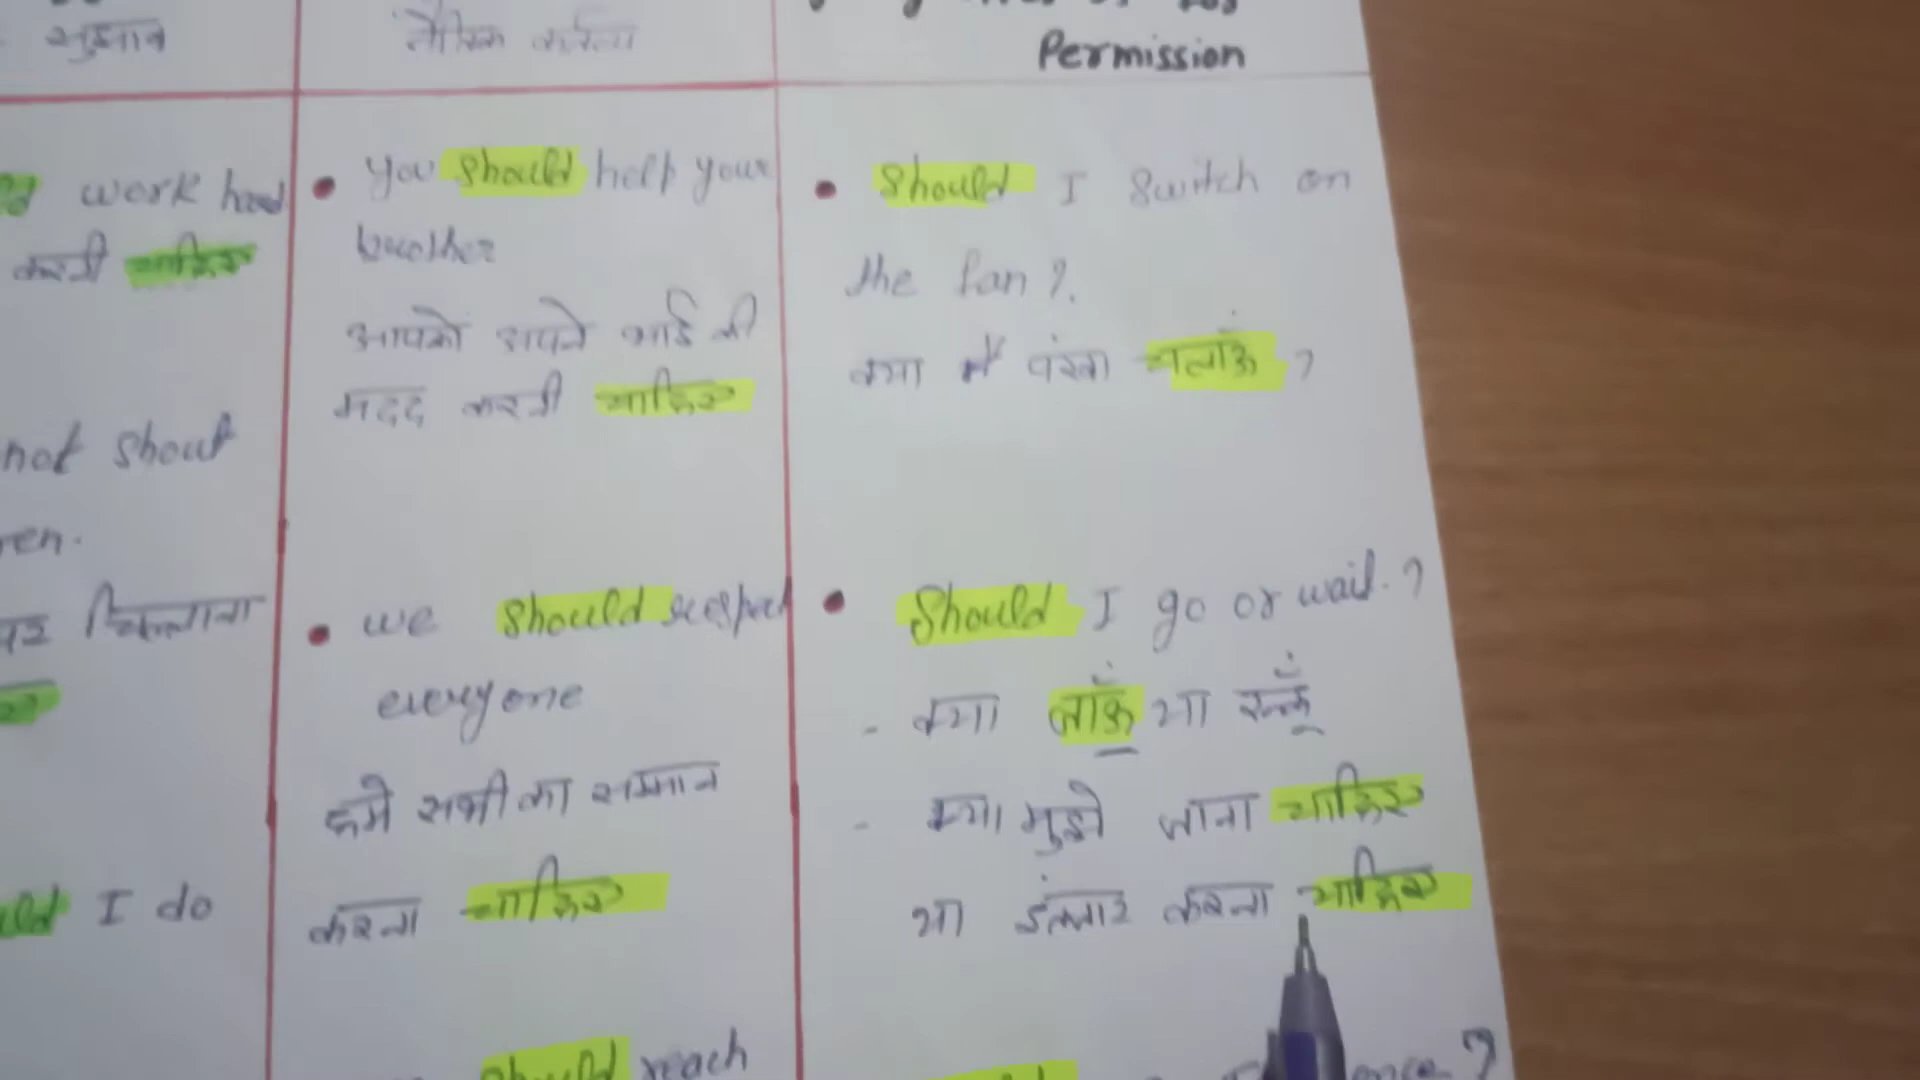 सुझाव
नैतिक कर्तव्य
Permission
work hard
करनी चाहिए
not shout
पर चिल्लाना
I do
• You should help your
brother
आपको अपने भाई की
मदद करनी चाहिए
• we should respect
everyone
हमे सभी का सम्मान
करना चाहिए
should reach
• Should I switch on
the fan?
क्या मैं पंखा चलाऊं ?
• Should I go or wait.?
- क्या जाऊँ या रुकूँ
- क्या मुझे जाना चाहिए
या इंतजार करना चाहिए